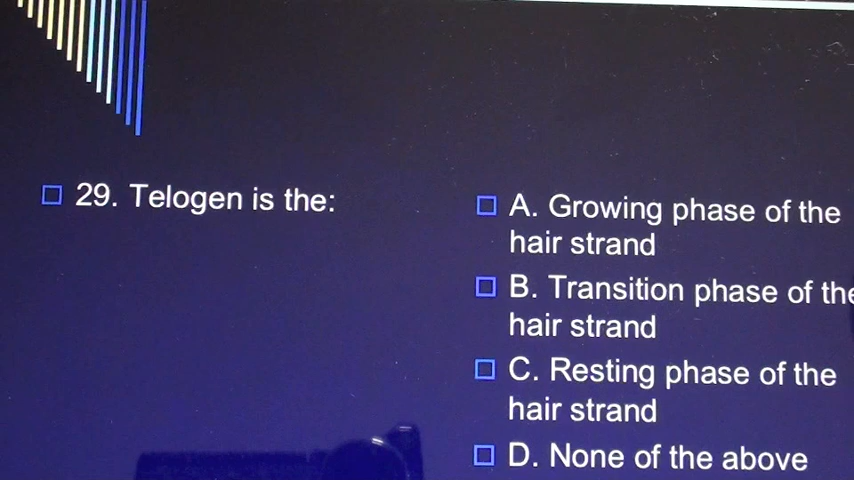 29. Telogen is the:
A. Growing phase of the
hair strand
B. Transition phase of the
hair strand
C. Resting phase of the
hair strand
D. None of the above